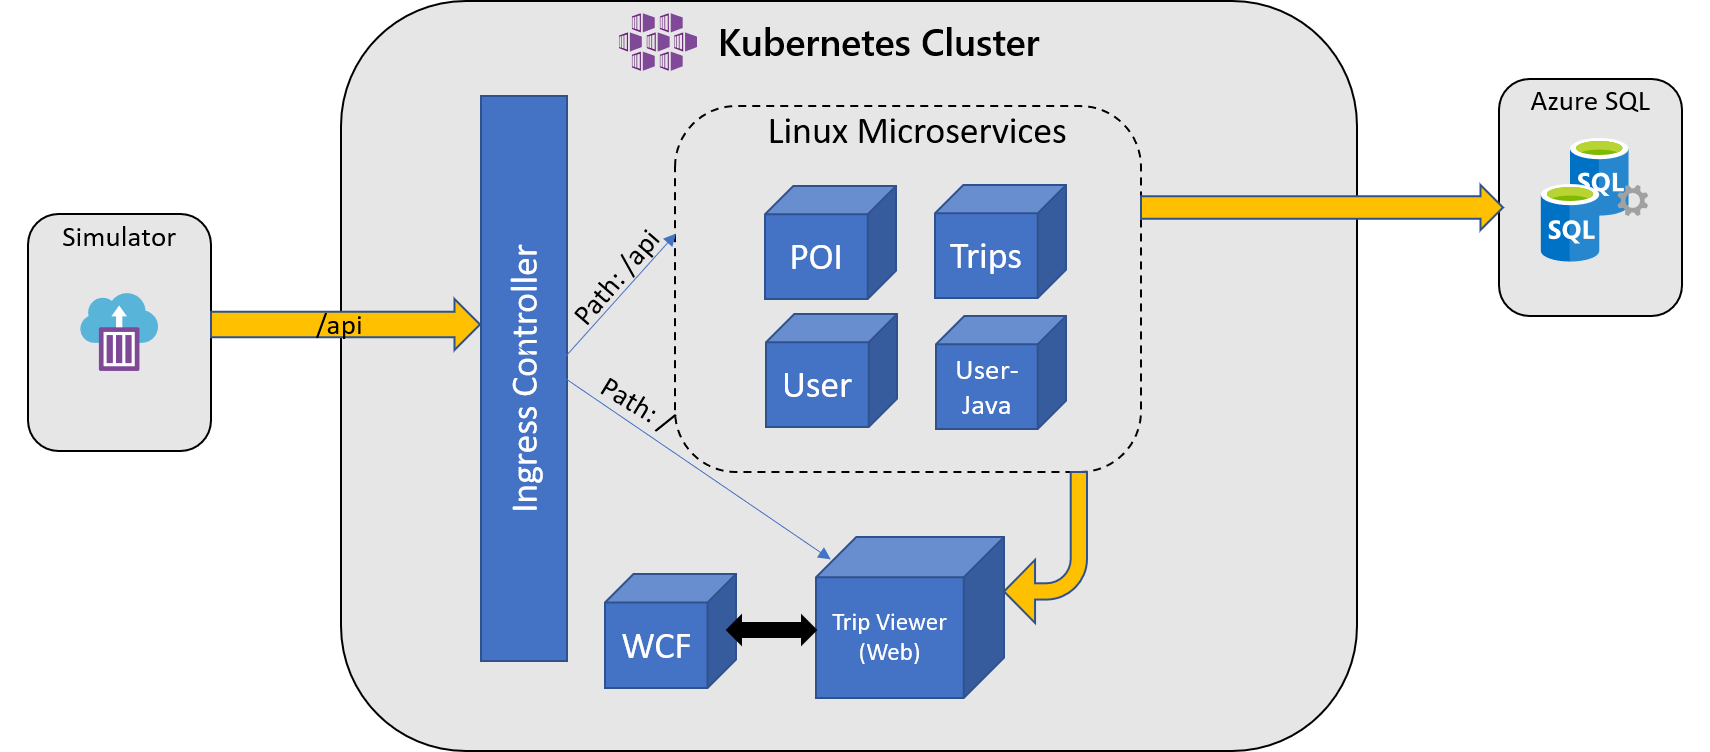 Kubernetes Cluster
Simulator
/api
Ingress Controller
Path: /api
Path: /
Linux Microservices
POI
Trips
User
User-
Java
WCF
Trip Viewer
(Web)
Azure SQL
SQL
SQL